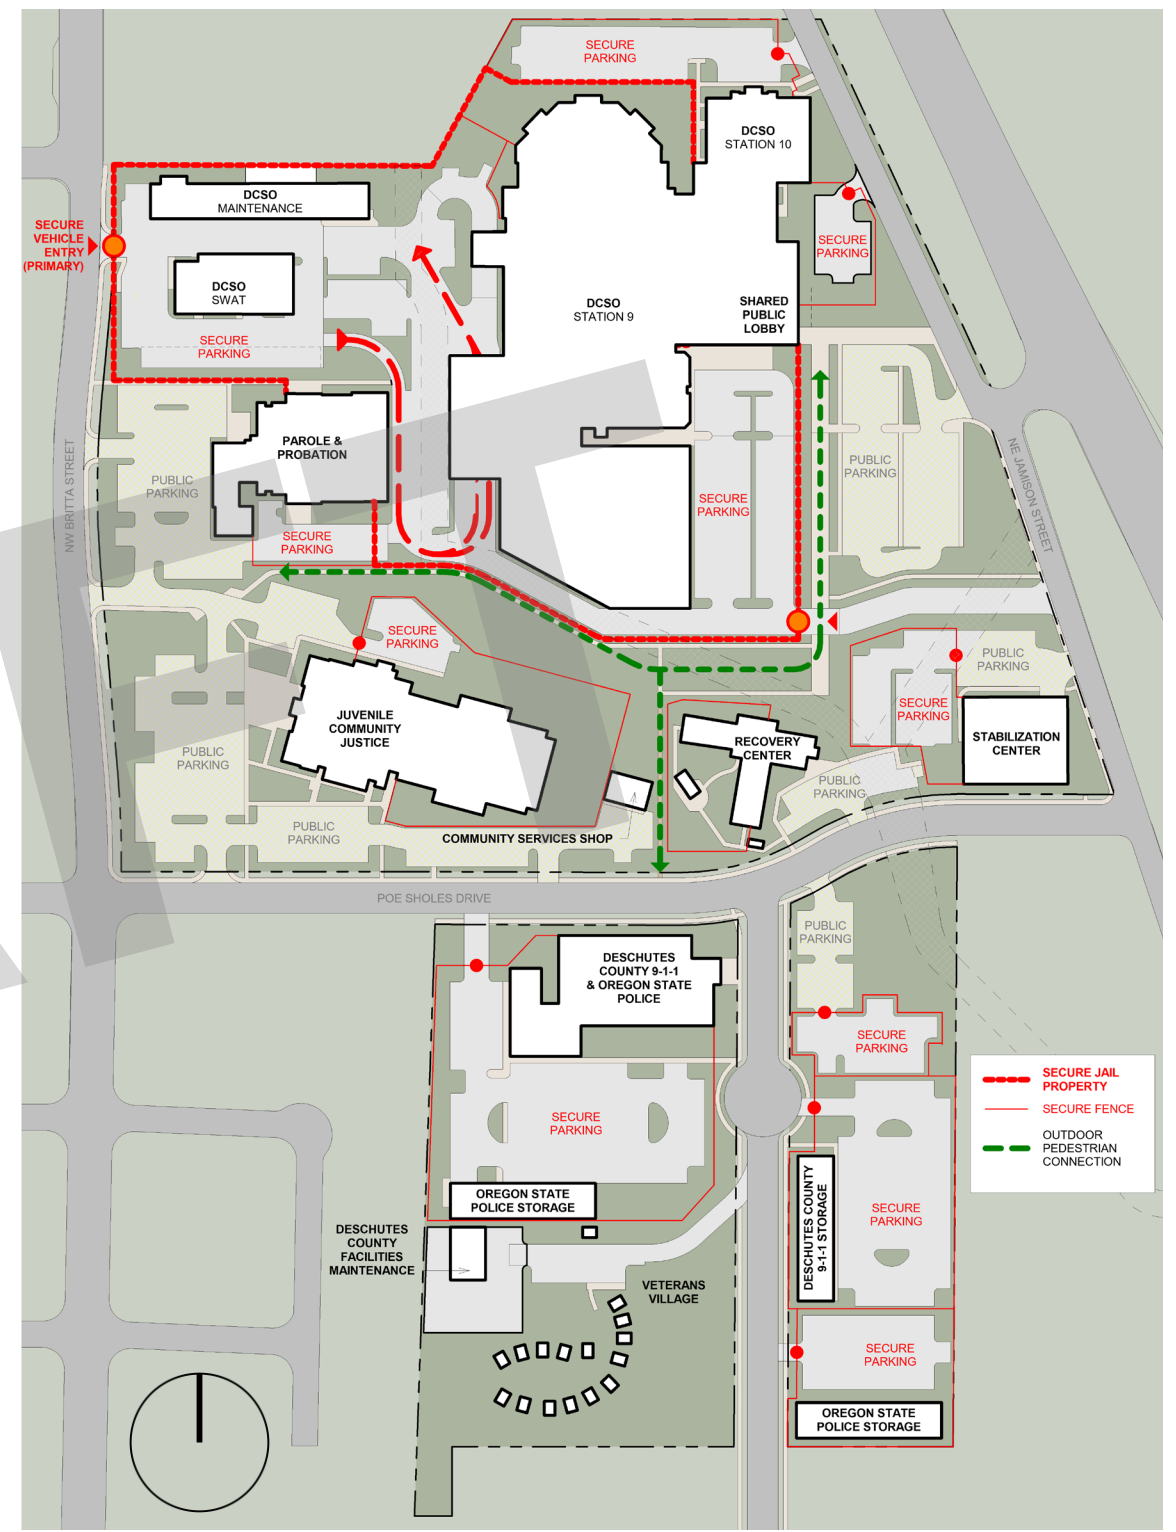 SECURE
PARKING
DCSO
STATION 10
DCSO
MAINTENANCE
SECURE
VEHICLE
ENTRY
(PRIMARY)
SECURE
PARKING
DCSO
SWAT
DCSO
STATION 9
SHARED
PUBLIC
LOBBY
SECURE
PARKING
PAROLE &
PROBATION
NW BRITTA STREET
PUBLIC
PARKING
SECURE
PARKING
SECURE
PARKING
PUBLIC
PARKING
NE JAMISON STREET
SECURE
PARKING
PUBLIC
PARKING
JUVENILE
COMMUNITY
JUSTICE
SECURE
PARKING
RECOVERY
CENTER
STABILIZATION
CENTER
PUBLIC
PARKING
PUBLIC
PARKING
PUBLIC
PARKING
COMMUNITY SERVICES SHOP
POE SHOLES DRIVE
PUBLIC
PARKING
DESCHUTES
COUNTY 9-1-1
& OREGON STATE
POLICE
SECURE
PARKING
SECURE JAIL
PROPERTY
SECURE FENCE
OUTDOOR
PEDESTRIAN
CONNECTION
SECURE
PARKING
OREGON STATE
POLICE STORAGE
DESCHUTES COUNTY
9-1-1 STORAGE
SECURE
PARKING
DESCHUTES
COUNTY
FACILITIES
MAINTENANCE
VETERANS
VILLAGE
SECURE
PARKING
OREGON STATE
POLICE STORAGE